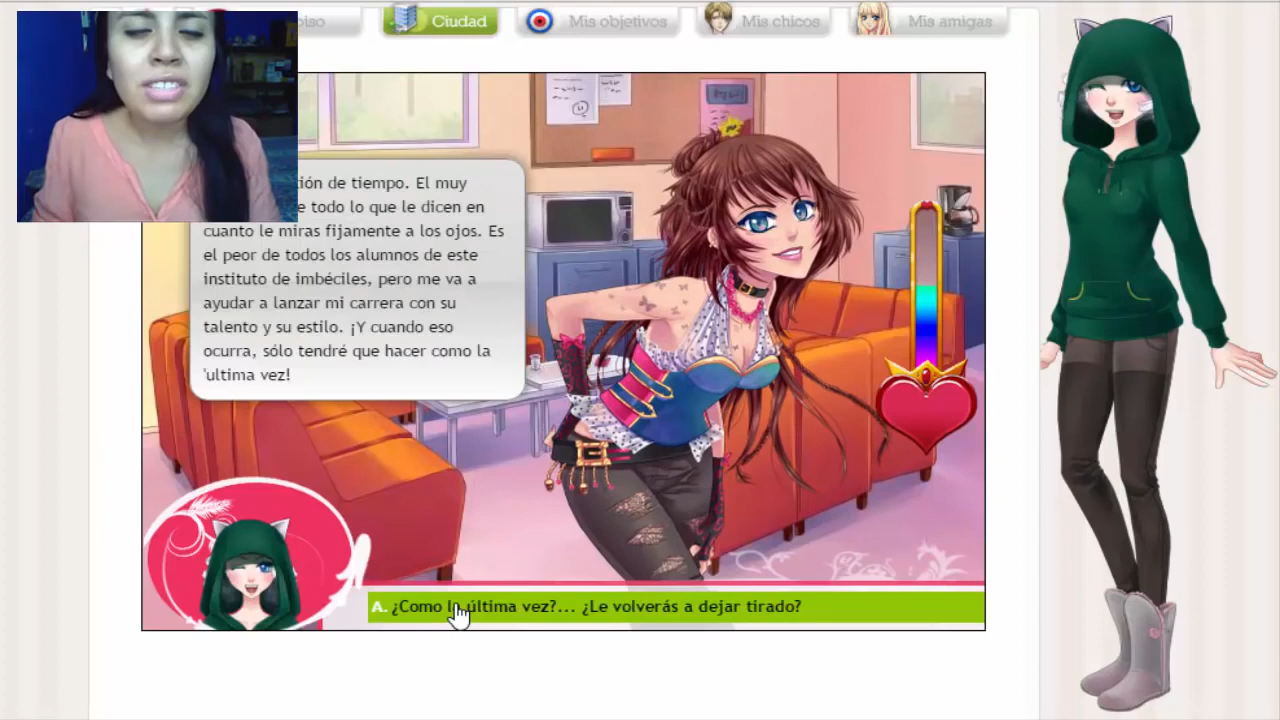 iso
Ciudad
Mis objetivos
Mis chicos
Mis amigas
ión de tiempo. El muy
e todo lo que le dicen en
cuanto le miras fijamente a los ojos. Es
el peor de todos los alumnos de este
instituto de imbéciles, pero me va a
ayudar a lanzar mi carrera con su
talento y su estilo. ¡Y cuando eso
ocurra, sólo tendré que hacer como la
'ultima vez!
A. ¿Como la última vez?... ¿Le volverás a dejar tirado?